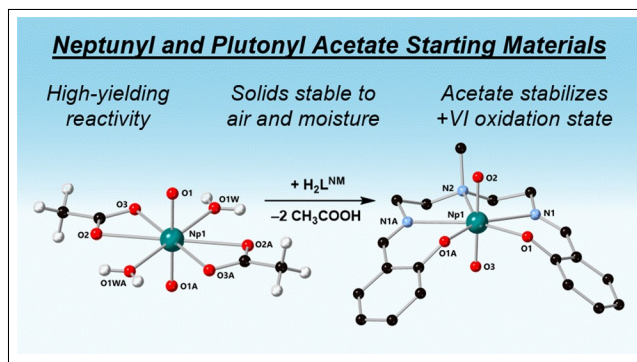 Neptunyl and Plutonyl Acetate Starting Materials
High-yielding
reactivity
Solids stable to
air and moisture
Acetate stabilizes
+VI oxidation state
O1
O1W
O3
Np1
O2
O2A
O1WA
O3A
O1A
+ H2L^NM
–2 CH3COOH
O2
N2
N1A
Np1
N1
O1A
O1
O3